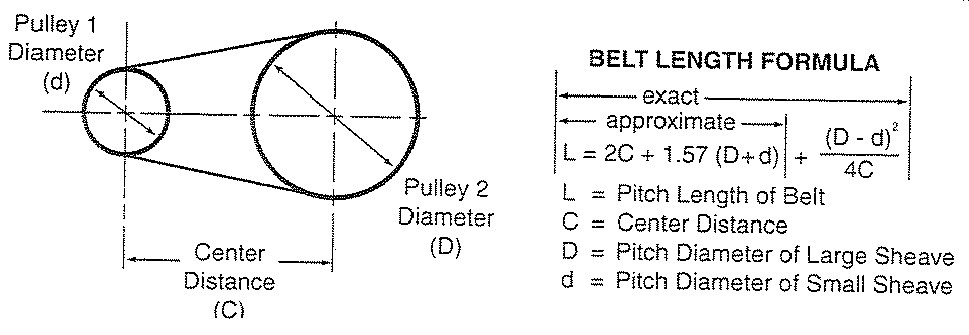 Pulley 1
Diameter
(d)
Pulley 2
Diameter
(D)
Center
Distance
(C)
BELT LENGTH FORMULA
exact
approximate
L = 2C + 1.57 (D+d) + (D - d)² / 4C
L = Pitch Length of Belt
C = Center Distance
D = Pitch Diameter of Large Sheave
d = Pitch Diameter of Small Sheave